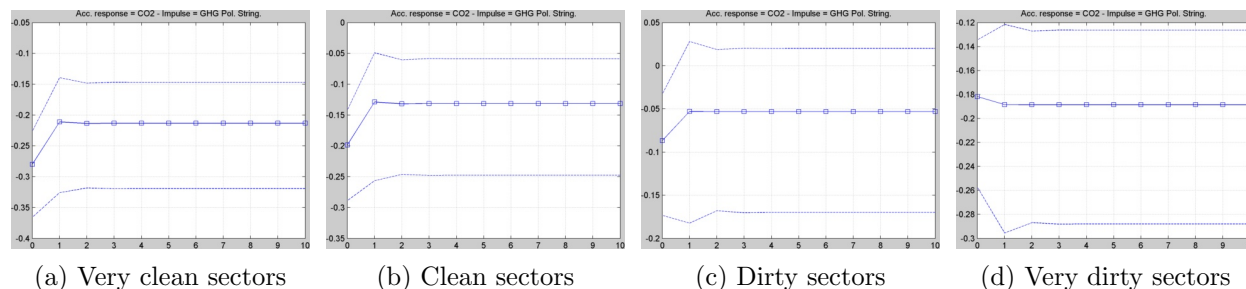 Acc. response = CO2 - Impulse = GHG Pol. String.
-0.05
-0.1
-0.15
-0.2
-0.25
-0.3
-0.35
-0.4
0 1 2 3 4 5 6 7 8 9 10
(a) Very clean sectors
Acc. response = CO2 - Impulse = GHG Pol. String.
0
-0.05
-0.1
-0.15
-0.2
-0.25
-0.3
-0.35
0 1 2 3 4 5 6 7 8 9 10
(b) Clean sectors
Acc. response = CO2 - Impulse = GHG Pol. String.
0.05
0
-0.05
-0.1
-0.15
-0.2
0 1 2 3 4 5 6 7 8 9 10
(c) Dirty sectors
Acc. response = CO2 - Impulse = GHG Pol. String.
-0.12
-0.14
-0.16
-0.18
-0.2
-0.22
-0.24
-0.26
-0.28
-0.3
0 1 2 3 4 5 6 7 8 9
(d) Very dirty sectors